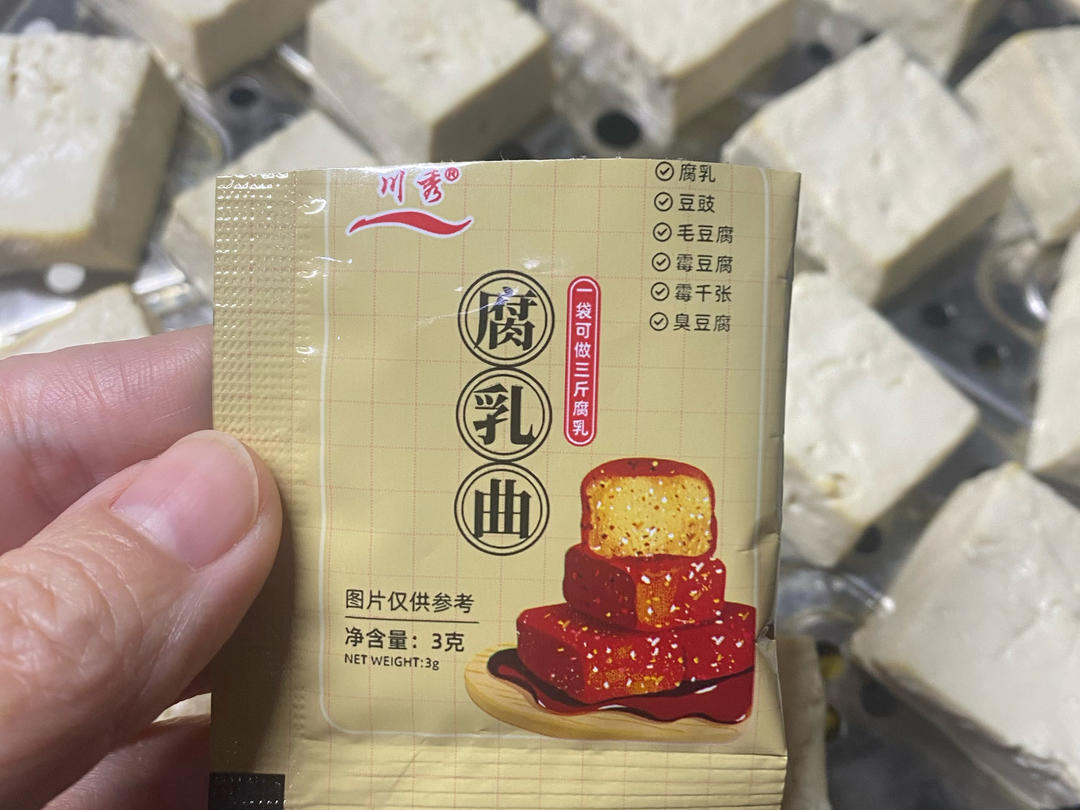 川秀®
腐乳
豆豉
毛豆腐
霉豆腐
霉千张
臭豆腐
腐乳曲
一袋可做三斤腐乳
图片仅供参考
净含量：3克
NET WEIGHT:3g